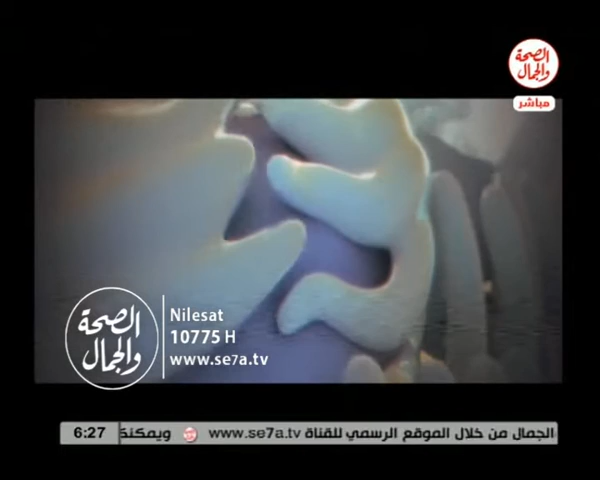 الصحة
والجمال
مباشر
الصحة
والجمال
Nilesat
10775 H
www.se7a.tv
الجمال من خلال الموقع الرسمي للقناة www.se7a.tv ويمكنك
6:27